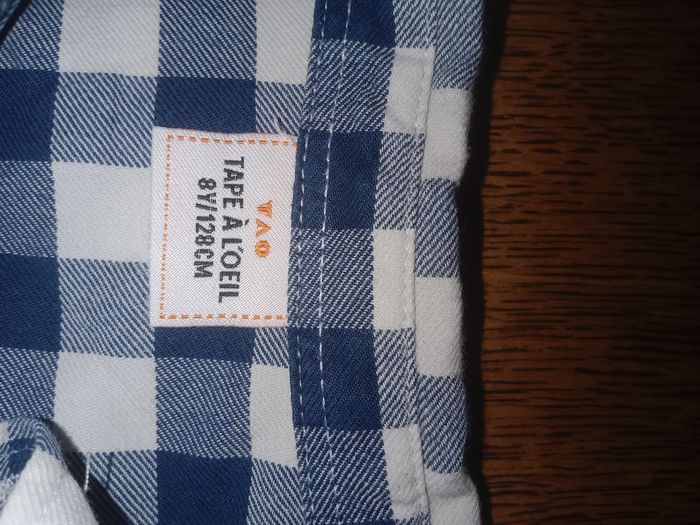 TAO
TAPE À L'OEIL
8Y/128CM